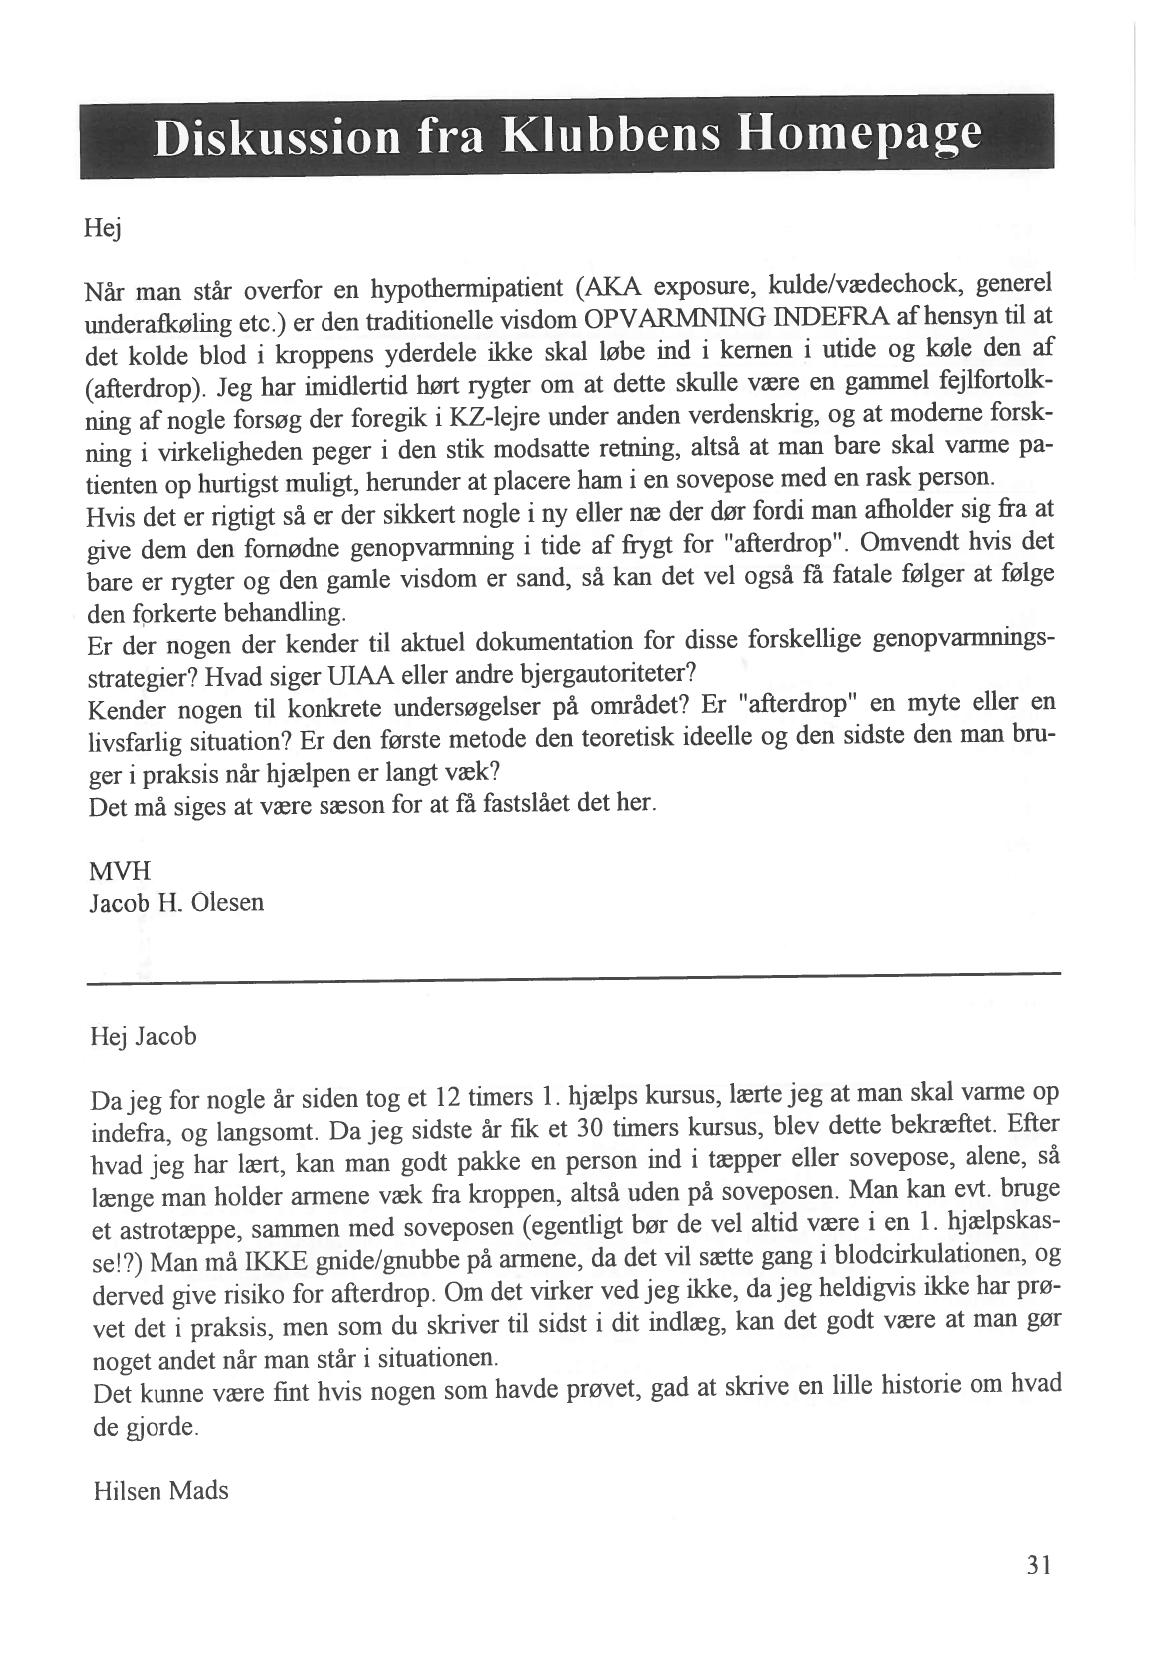 Diskussion fra Klubbens Homepage
Hej
Når man står overfor en hypothermipatient (AKA exposure, kulde/vædechock, generel
underafkøling etc.) er den traditionelle visdom OPVARMNING INDEFRA af hensyn til at
det kolde blod i kroppens yderdele ikke skal løbe ind i kernen i utide og køle den af
(afterdrop). Jeg har imidlertid hørt rygter om at dette skulle være en gammel fejlfortolk-
ning af nogle forsøg der foregik i KZ-lejre under anden verdenskrig, og at moderne forsk-
ning i virkeligheden peger i den stik modsatte retning, altså at man bare skal varme pa-
tienten op hurtigst muligt, herunder at placere ham i en sovepose med en rask person.
Hvis det er rigtigt så er der sikkert nogle i ny eller næ der dør fordi man afholder sig fra at
give dem den fornødne genopvarmning i tide af frygt for "afterdrop". Omvendt hvis det
bare er rygter og den gamle visdom er sand, så kan det vel også få fatale følger at følge
den forkerte behandling.
Er der nogen der kender til aktuel dokumentation for disse forskellige genopvarmnings-
strategier? Hvad siger UIAA eller andre bjergautoriteter?
Kender nogen til konkrete undersøgelser på området? Er "afterdrop" en myte eller en
livsfarlig situation? Er den første metode den teoretisk ideelle og den sidste den man bru-
ger i praksis når hjælpen er langt væk?
Det må siges at være sæson for at få fastslået det her.
MVH
Jacob H. Olesen
Hej Jacob
Da jeg for nogle år siden tog et 12 timers 1. hjælps kursus, lærte jeg at man skal varme op
indefra, og langsomt. Da jeg sidste år fik et 30 timers kursus, blev dette bekræftet. Efter
hvad jeg har lært, kan man godt pakke en person ind i tæpper eller sovepose, alene, så
længe man holder armene væk fra kroppen, altså uden på soveposen. Man kan evt. bruge
et astrotæppe, sammen med soveposen (egentligt bør de vel altid være i en 1. hjælpskas-
se!?) Man må IKKE gnide/gnubbe på armene, da det vil sætte gang i blodcirkulationen, og
derved give risiko for afterdrop. Om det virker ved jeg ikke, da jeg heldigvis ikke har prø-
vet det i praksis, men som du skriver til sidst i dit indlæg, kan det godt være at man gør
noget andet når man står i situationen.
Det kunne være fint hvis nogen som havde prøvet, gad at skrive en lille historie om hvad
de gjorde.
Hilsen Mads
31